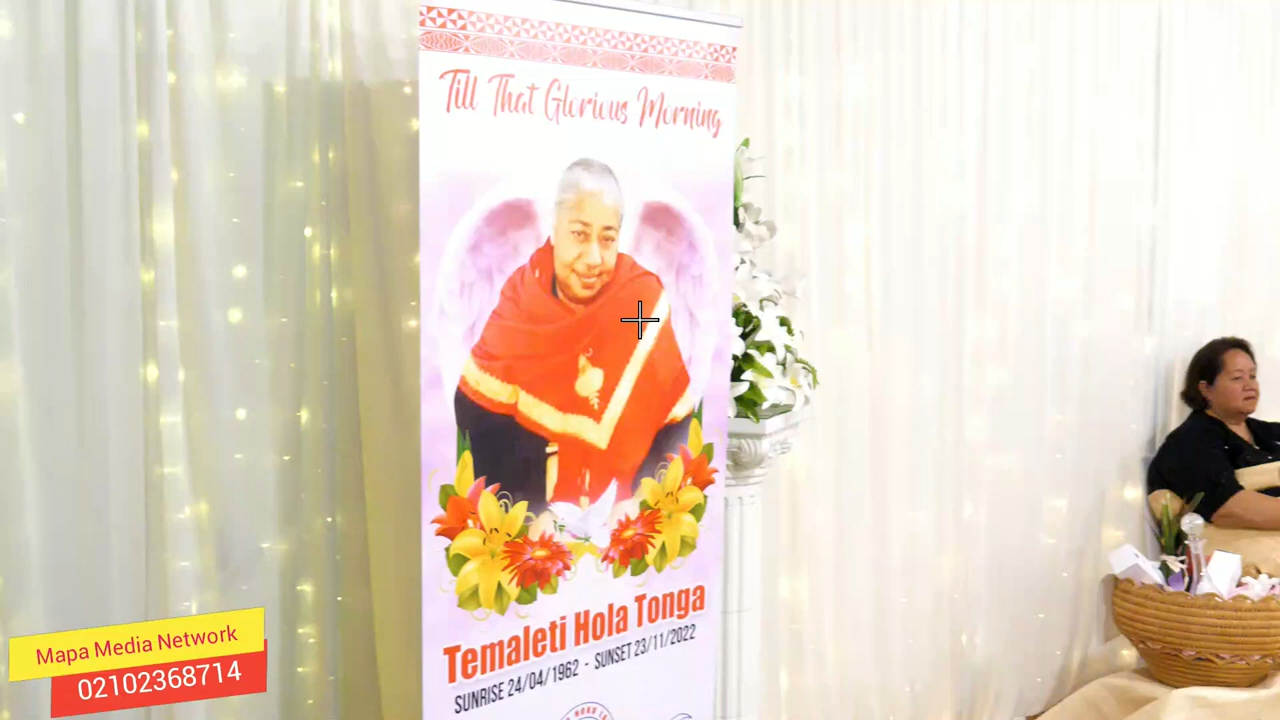 Till That Glorious Morning
Temaleti Hola Tonga
SUNRISE 24/04/1962 - SUNSET 23/11/2022
Mapa Media Network
02102368714